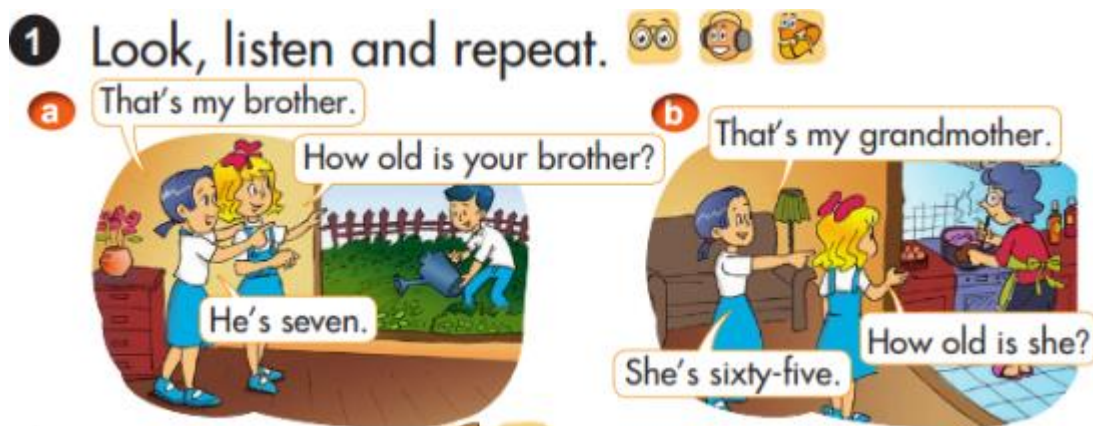 1 Look, listen and repeat.
a
That's my brother.
How old is your brother?
He's seven.
b
That's my grandmother.
How old is she?
She's sixty-five.